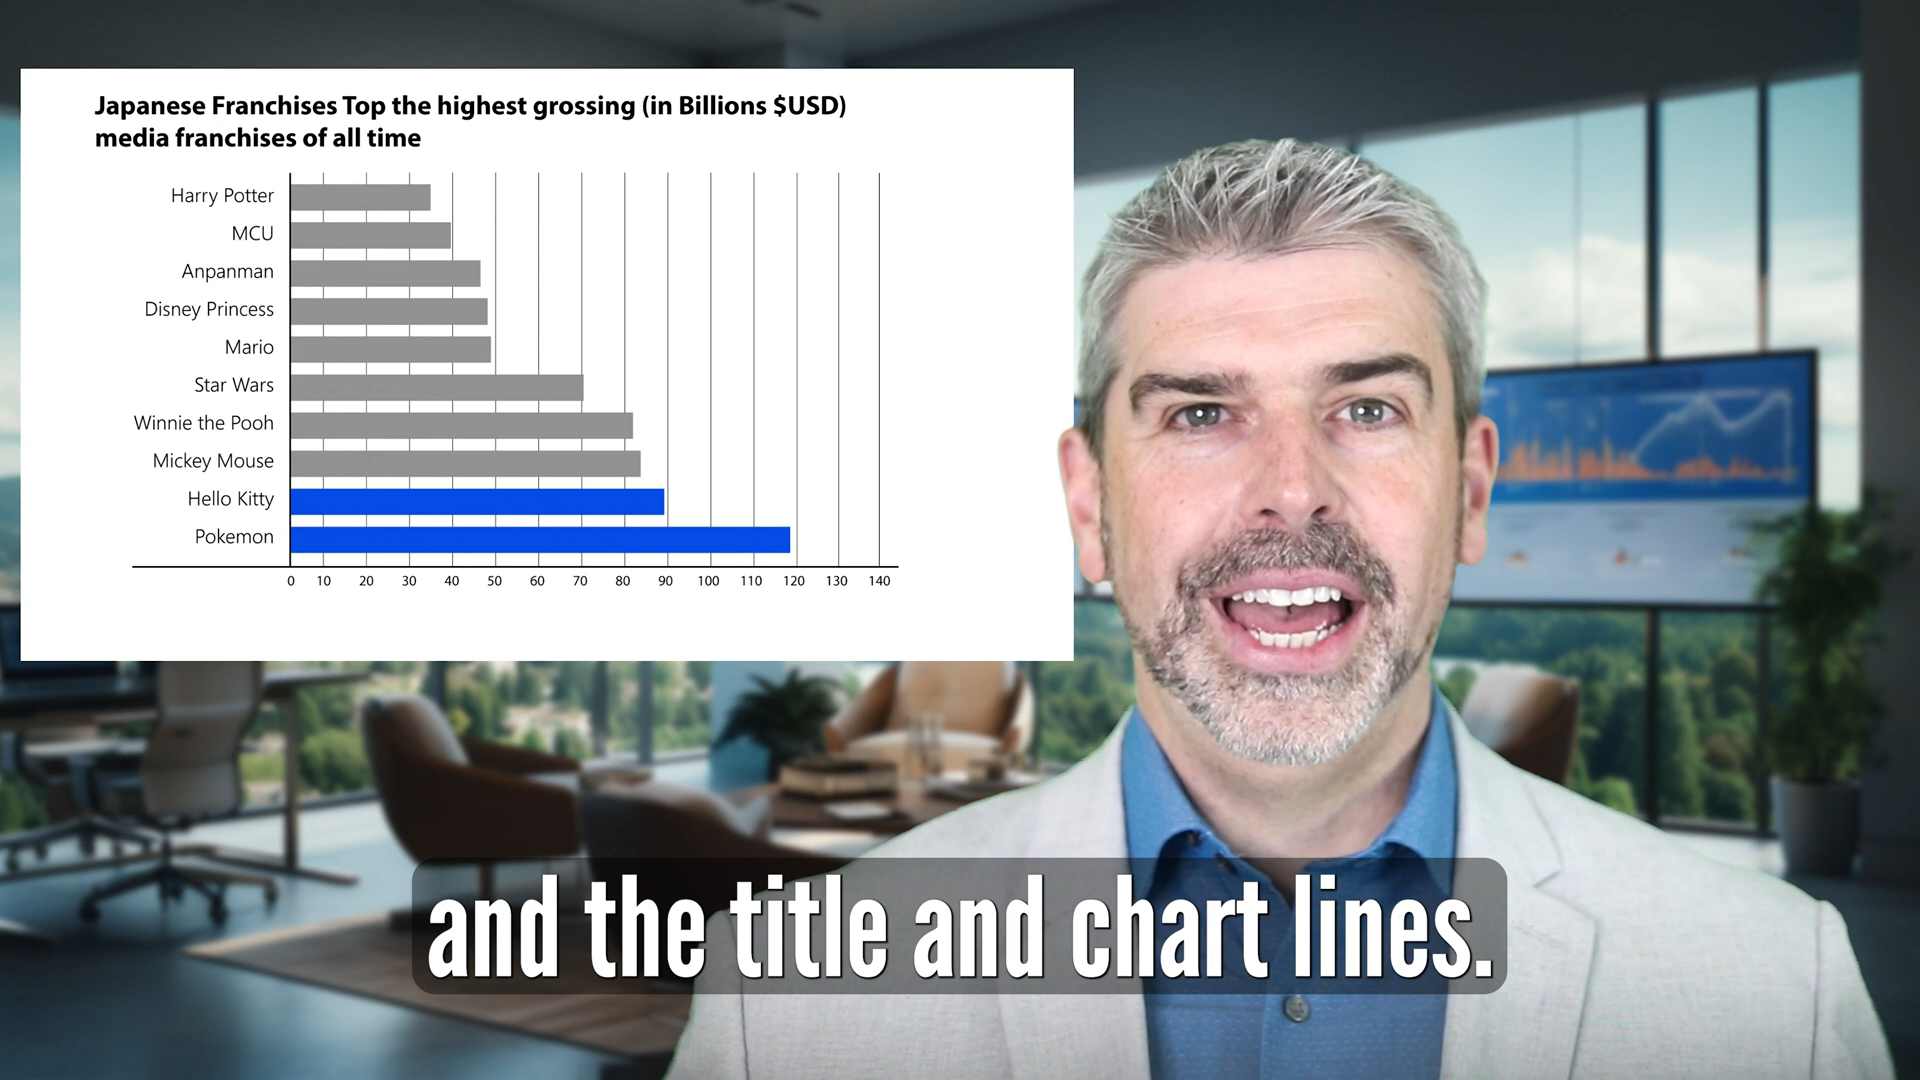 Japanese Franchises Top the highest grossing (in Billions $USD)
media franchises of all time
Harry Potter
MCU
Anpanman
Disney Princess
Mario
Star Wars
Winnie the Pooh
Mickey Mouse
Hello Kitty
Pokemon
0 10 20 30 40 50 60 70 80 90 100 110 120 130 140
and the title and chart lines.